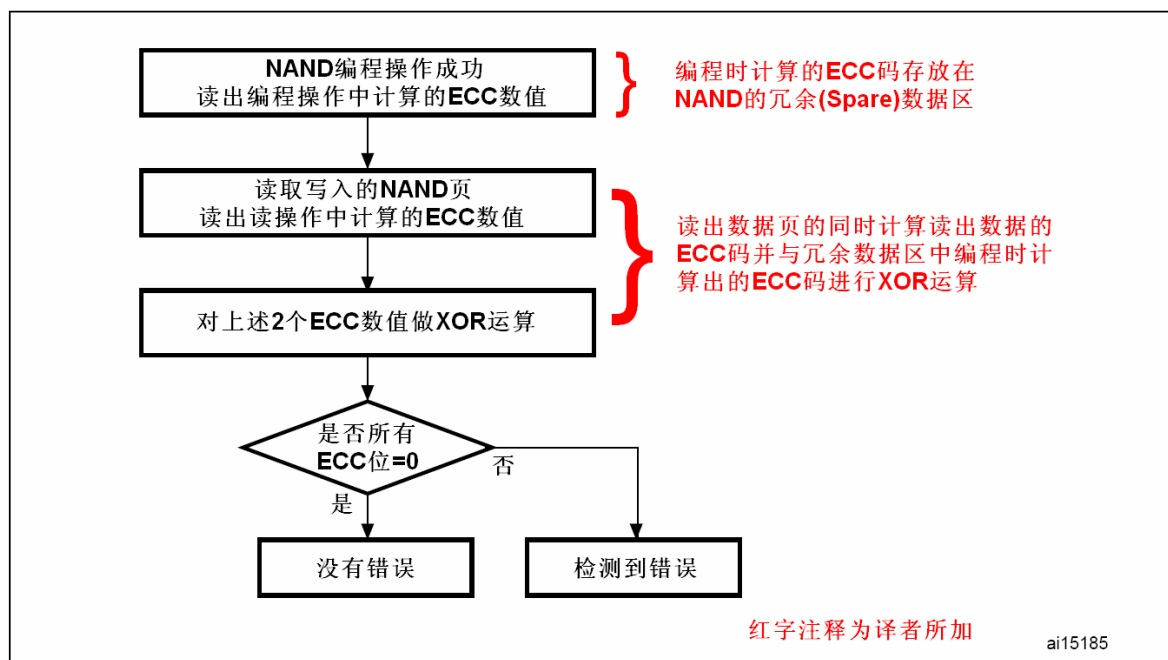 NAND编程操作成功
读出编程操作中计算的ECC数值
编程时计算的ECC码存放在
NAND的冗余(Spare)数据区
读取写入的NAND页
读出读操作中计算的ECC数值
读出数据页的同时计算读出数据的
ECC码并与冗余数据区中编程时计
算出的ECC码进行XOR运算
对上述2个ECC数值做XOR运算
是否所有
ECC位=0
否
是
没有错误
检测到错误
红字注释为译者所加
ai15185